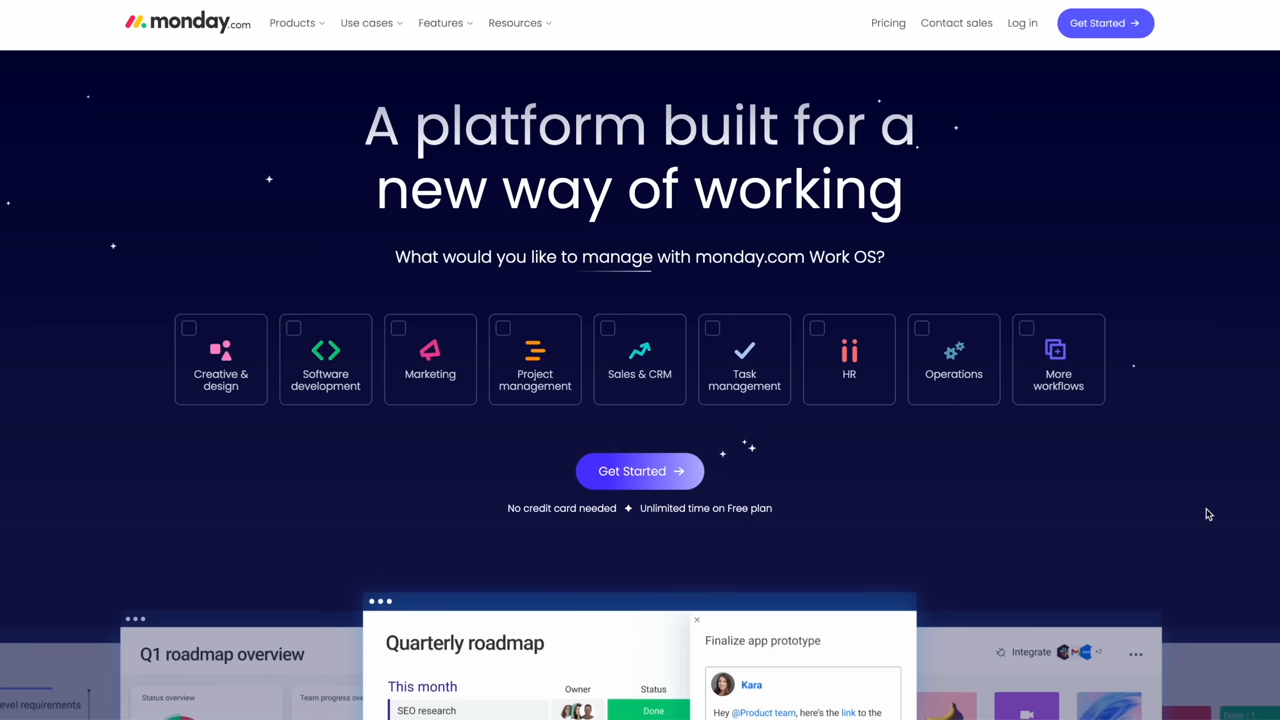 monday.com
Products
Use cases
Features
Resources
Pricing
Contact sales
Log in
Get Started
A platform built for a
new way of working
What would you like to manage with monday.com Work OS?
Creative &
design
Software
development
Marketing
Project
management
Sales & CRM
Task
management
HR
Operations
More
workflows
Get Started
No credit card needed
Unlimited time on Free plan
Q1 roadmap overview
Status overview
Team progress ov
Quarterly roadmap
This month
Owner
Status
SEO research
Done
Finalize app prototype
Kara
Hey @Product team, here's the link to the
Integrate
+2
requirements
Done / 1